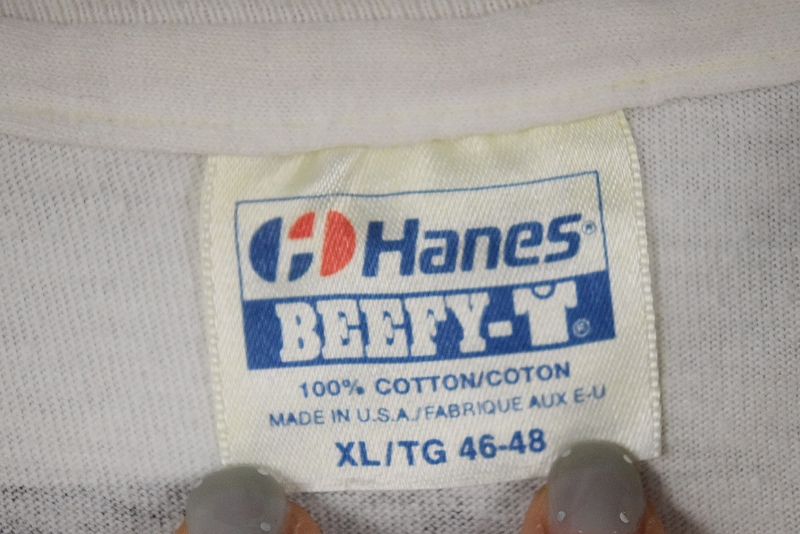 Hanes®
BEEFY-T®
100% COTTON/COTON
MADE IN U.S.A./FABRIQUE AUX E-U
XL/TG 46-48